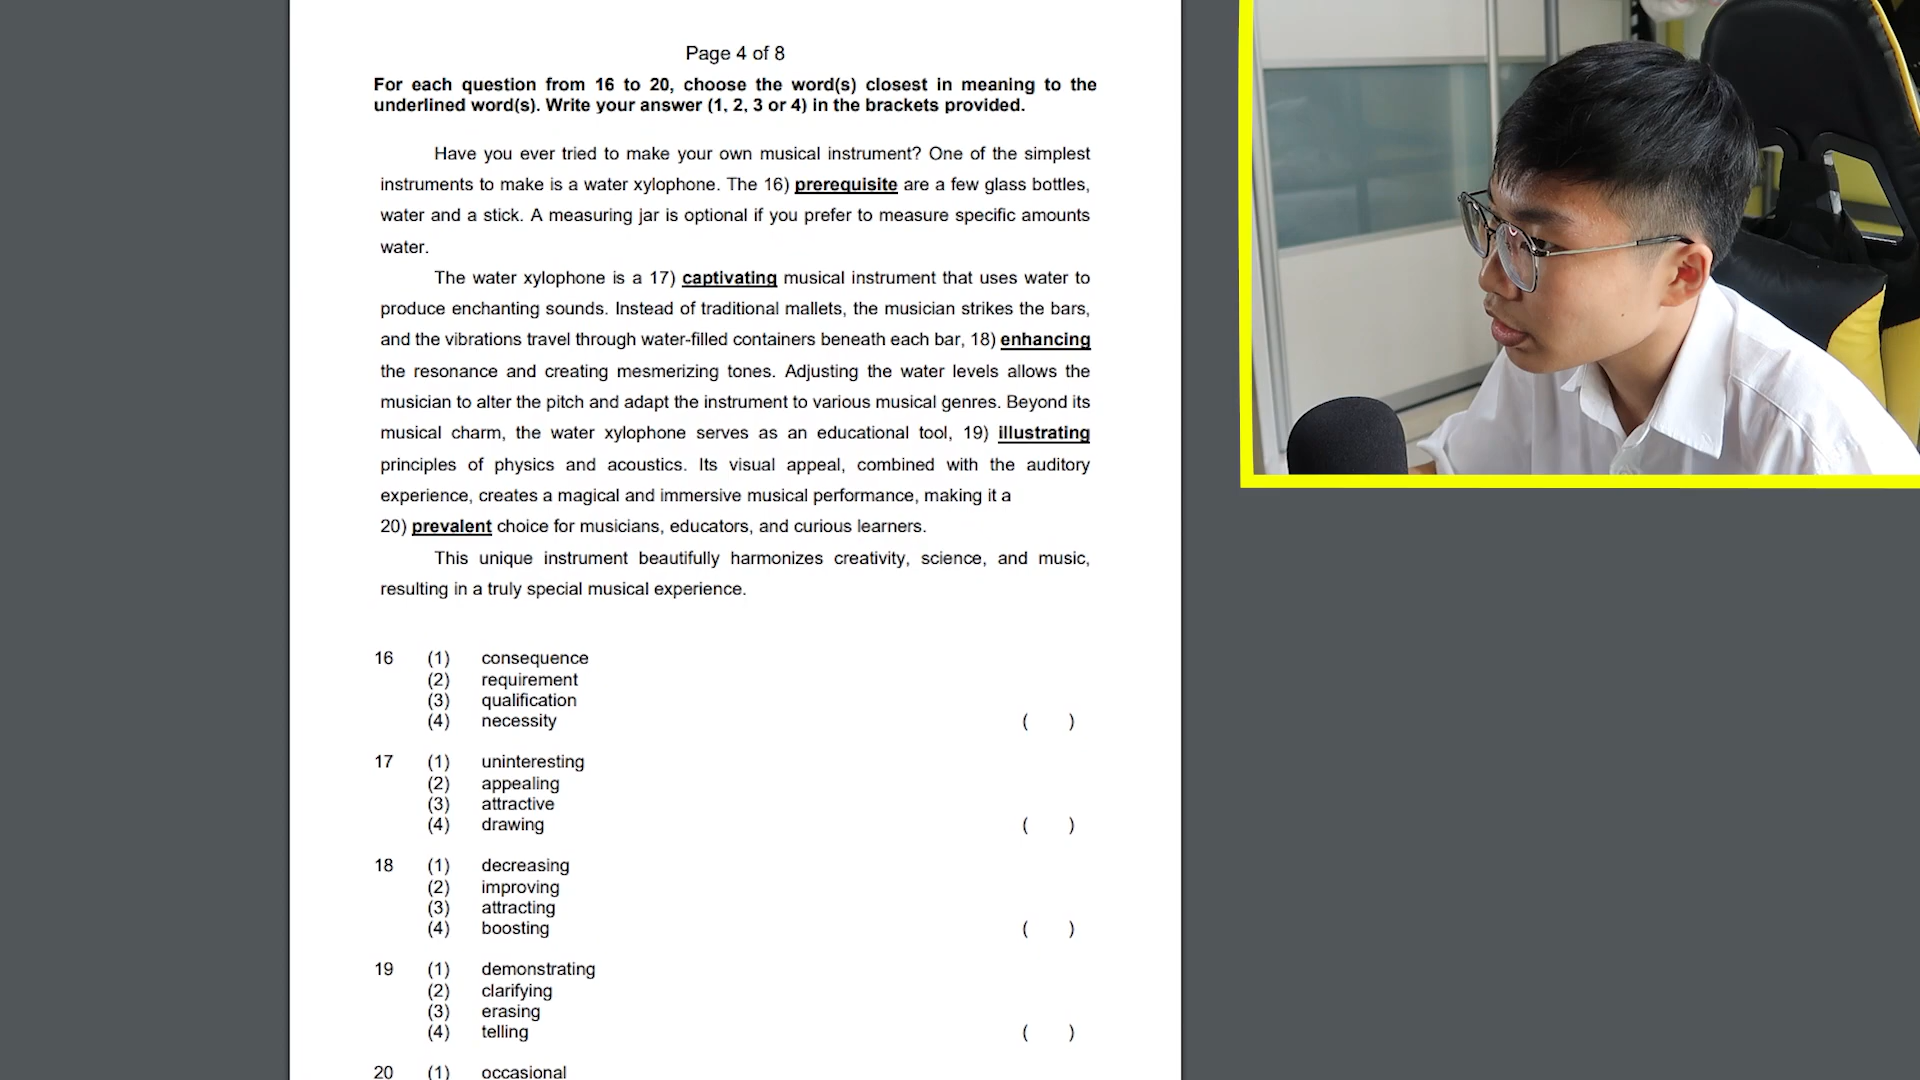 Page 4 of 8
For each question from 16 to 20, choose the word(s) closest in meaning to the
underlined word(s). Write your answer (1, 2, 3 or 4) in the brackets provided.
Have you ever tried to make your own musical instrument? One of the simplest
instruments to make is a water xylophone. The 16) prerequisite are a few glass bottles,
water and a stick. A measuring jar is optional if you prefer to measure specific amounts
water.
The water xylophone is a 17) captivating musical instrument that uses water to
produce enchanting sounds. Instead of traditional mallets, the musician strikes the bars,
and the vibrations travel through water-filled containers beneath each bar, 18) enhancing
the resonance and creating mesmerizing tones. Adjusting the water levels allows the
musician to alter the pitch and adapt the instrument to various musical genres. Beyond its
musical charm, the water xylophone serves as an educational tool, 19) illustrating
principles of physics and acoustics. Its visual appeal, combined with the auditory
experience, creates a magical and immersive musical performance, making it a
20) prevalent choice for musicians, educators, and curious learners.
This unique instrument beautifully harmonizes creativity, science, and music,
resulting in a truly special musical experience.
16 (1) consequence
(2) requirement
(3) qualification
(4) necessity ( )
17 (1) uninteresting
(2) appealing
(3) attractive
(4) drawing ( )
18 (1) decreasing
(2) improving
(3) attracting
(4) boosting ( )
19 (1) demonstrating
(2) clarifying
(3) erasing
(4) telling ( )
20 (1) occasional